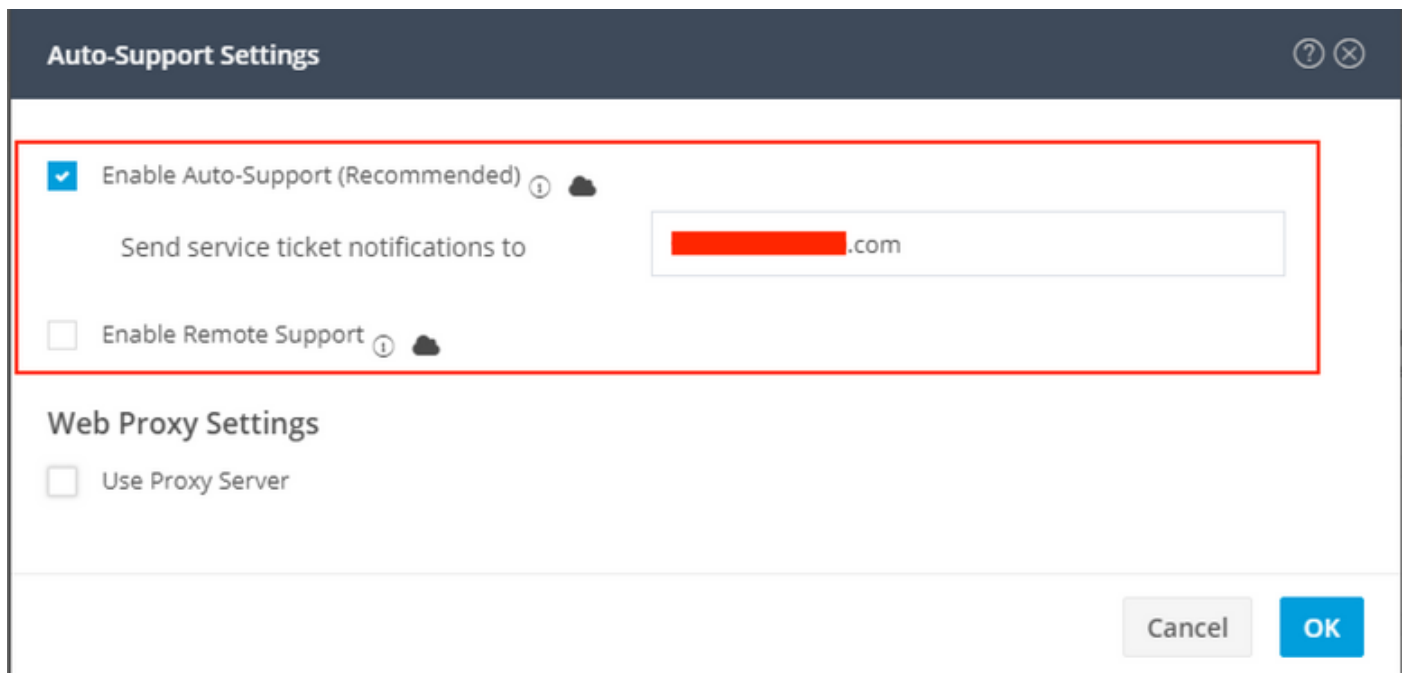 Auto-Support Settings
Enable Auto-Support (Recommended)
Send service ticket notifications to
.com
Enable Remote Support
Web Proxy Settings
Use Proxy Server
Cancel
OK